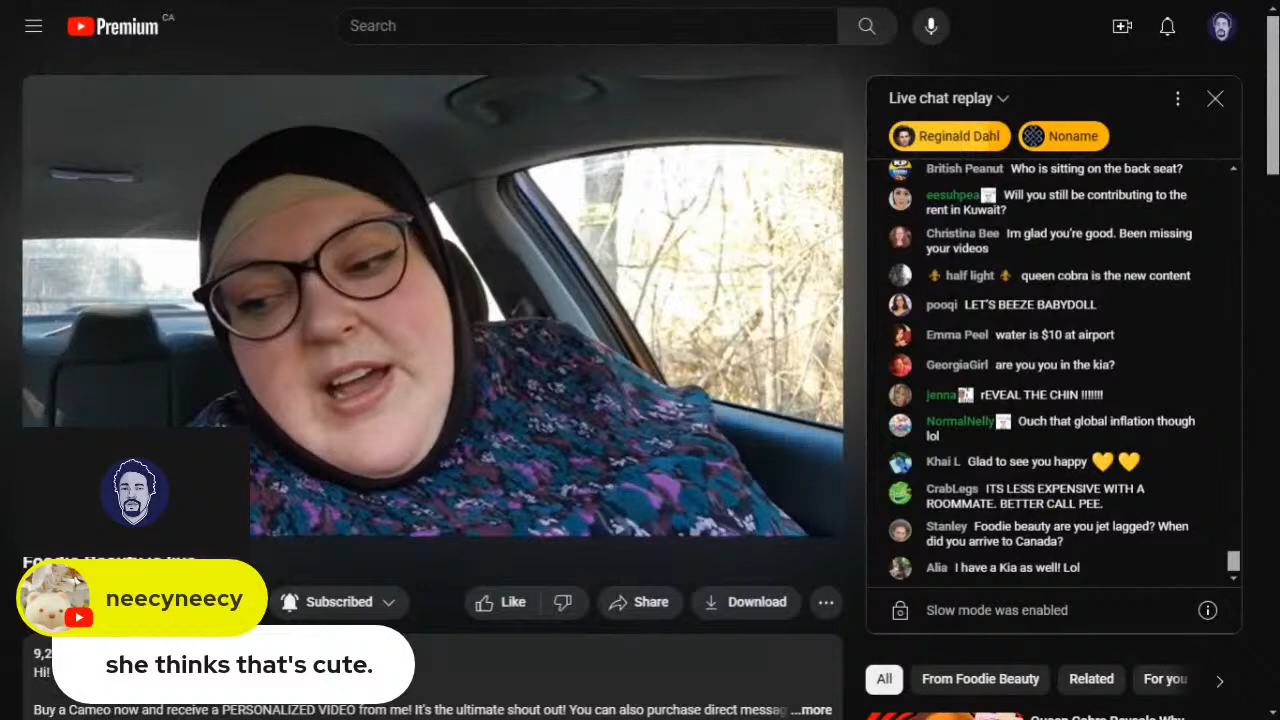 Premium CA
Search
Live chat replay
Reginald Dahl
Noname
British Peanut Who is sitting on the back seat?
eesuhpea Will you still be contributing to the
rent in Kuwait?
Christina Bee Im glad you're good. Been missing
your videos
half light queen cobra is the new content
pooqi LET'S BEEZE BABYDOLL
Emma Peel water is $10 at airport
GeorgiaGirl are you you in the kia?
jenna rEVEAL THE CHIN !!!!!!!
NormalNelly Ouch that global inflation though
lol
Khai L Glad to see you happy 💛 💛
CrabLegs ITS LESS EXPENSIVE WITH A
ROOMMATE. BETTER CALL PEE.
Stanley Foodie beauty are you jet lagged? When
did you arrive to Canada?
Alia I have a Kia as well! Lol
Slow mode was enabled
neecyneecy
Subscribed
Like
Share
Download
she thinks that's cute.
9,2
Hi!
Buy a Cameo now and receive a PERSONALIZED VIDEO from me! It's the ultimate shout out! You can also purchase direct messag ...more
All
From Foodie Beauty
Related
For you